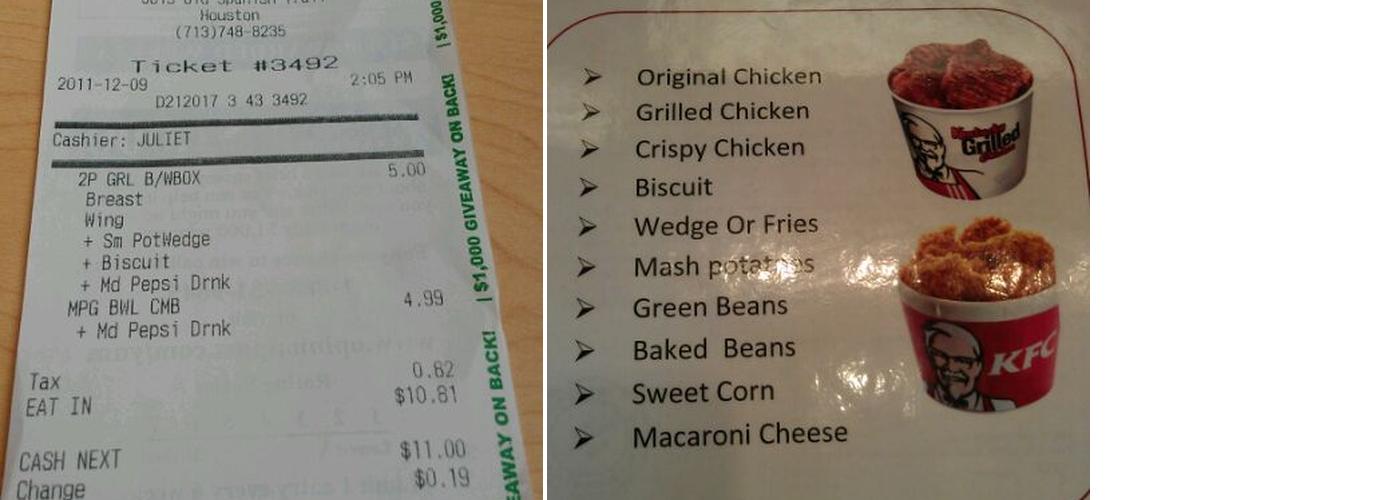 Houston
(713)748-8235
Ticket #3492
2011-12-09 2:05 PM
D212017 3 43 3492
Cashier: JULIET
2P GRL B/WBOX 5.00
Breast
Wing
+ Sm PotWedge
+ Biscuit
+ Md Pepsi Drnk
MPG BWL CMB 4.99
+ Md Pepsi Drnk
Tax 0.82
EAT IN $10.81
CASH NEXT $11.00
Change $0.19
| $1,000
| $1,000 GIVEAWAY ON BACK!
EAWAY ON BACK!
Original Chicken
Grilled Chicken
Crispy Chicken
Biscuit
Wedge Or Fries
Mash potatoes
Green Beans
Baked Beans
Sweet Corn
Macaroni Cheese
Kentucky
Grilled
KFC